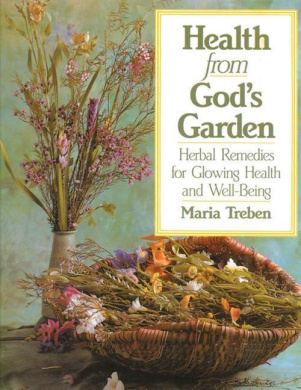 Health
from
God's
Garden
Herbal Remedies
for Glowing Health
and Well-Being
Maria Treben